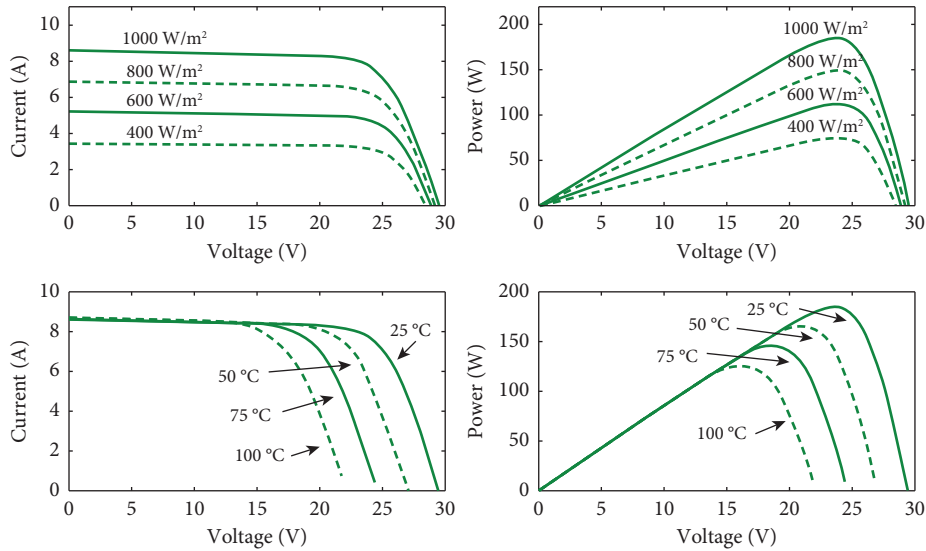 10
8
6
4
2
0
Current (A)
1000 W/m²
800 W/m²
600 W/m²
400 W/m²
0 5 10 15 20 25 30
Voltage (V)
200
150
100
50
0
Power (W)
1000 W/m²
800 W/m²
600 W/m²
400 W/m²
0 5 10 15 20 25 30
Voltage (V)
10
8
6
4
2
0
Current (A)
25 °C
50 °C
75 °C
100 °C
0 5 10 15 20 25 30
Voltage (V)
200
150
100
50
0
Power (W)
25 °C
50 °C
75 °C
100 °C
0 5 10 15 20 25 30
Voltage (V)